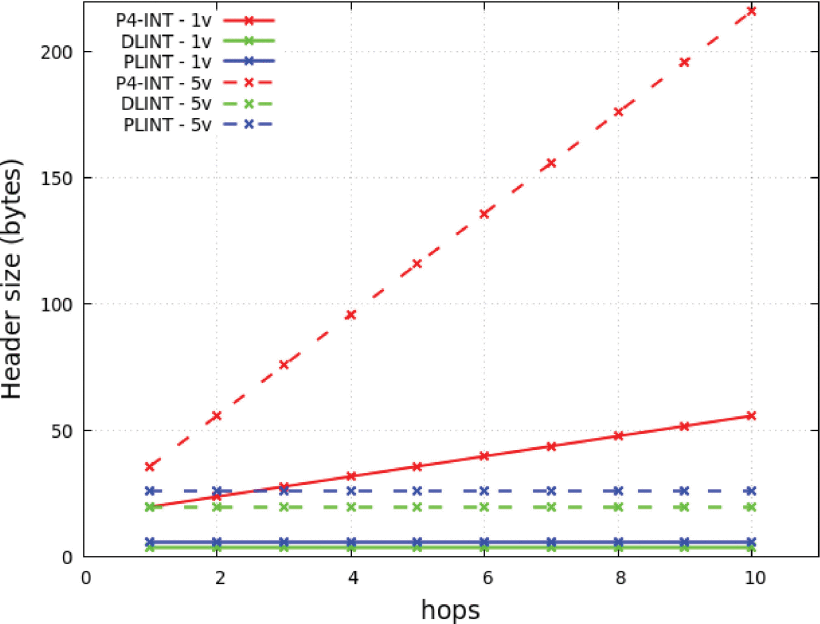 P4-INT - 1v
DLINT - 1v
PLINT - 1v
P4-INT - 5v
DLINT - 5v
PLINT - 5v
Header size (bytes)
200
150
100
50
0
0 2 4 6 8 10
hops